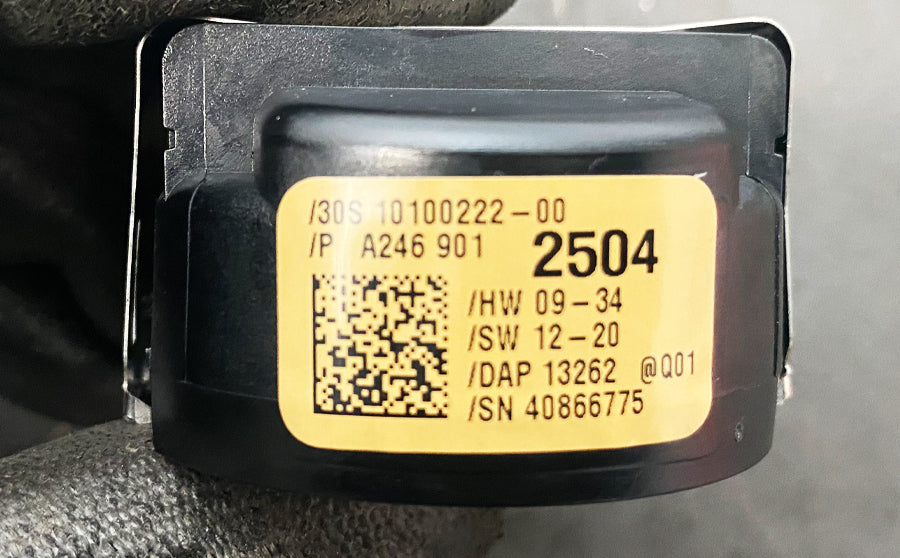 /30S 10100222-00
/P A246 901 2504
/HW 09-34
/SW 12-20
/DAP 13262 @Q01
/SN 40866775